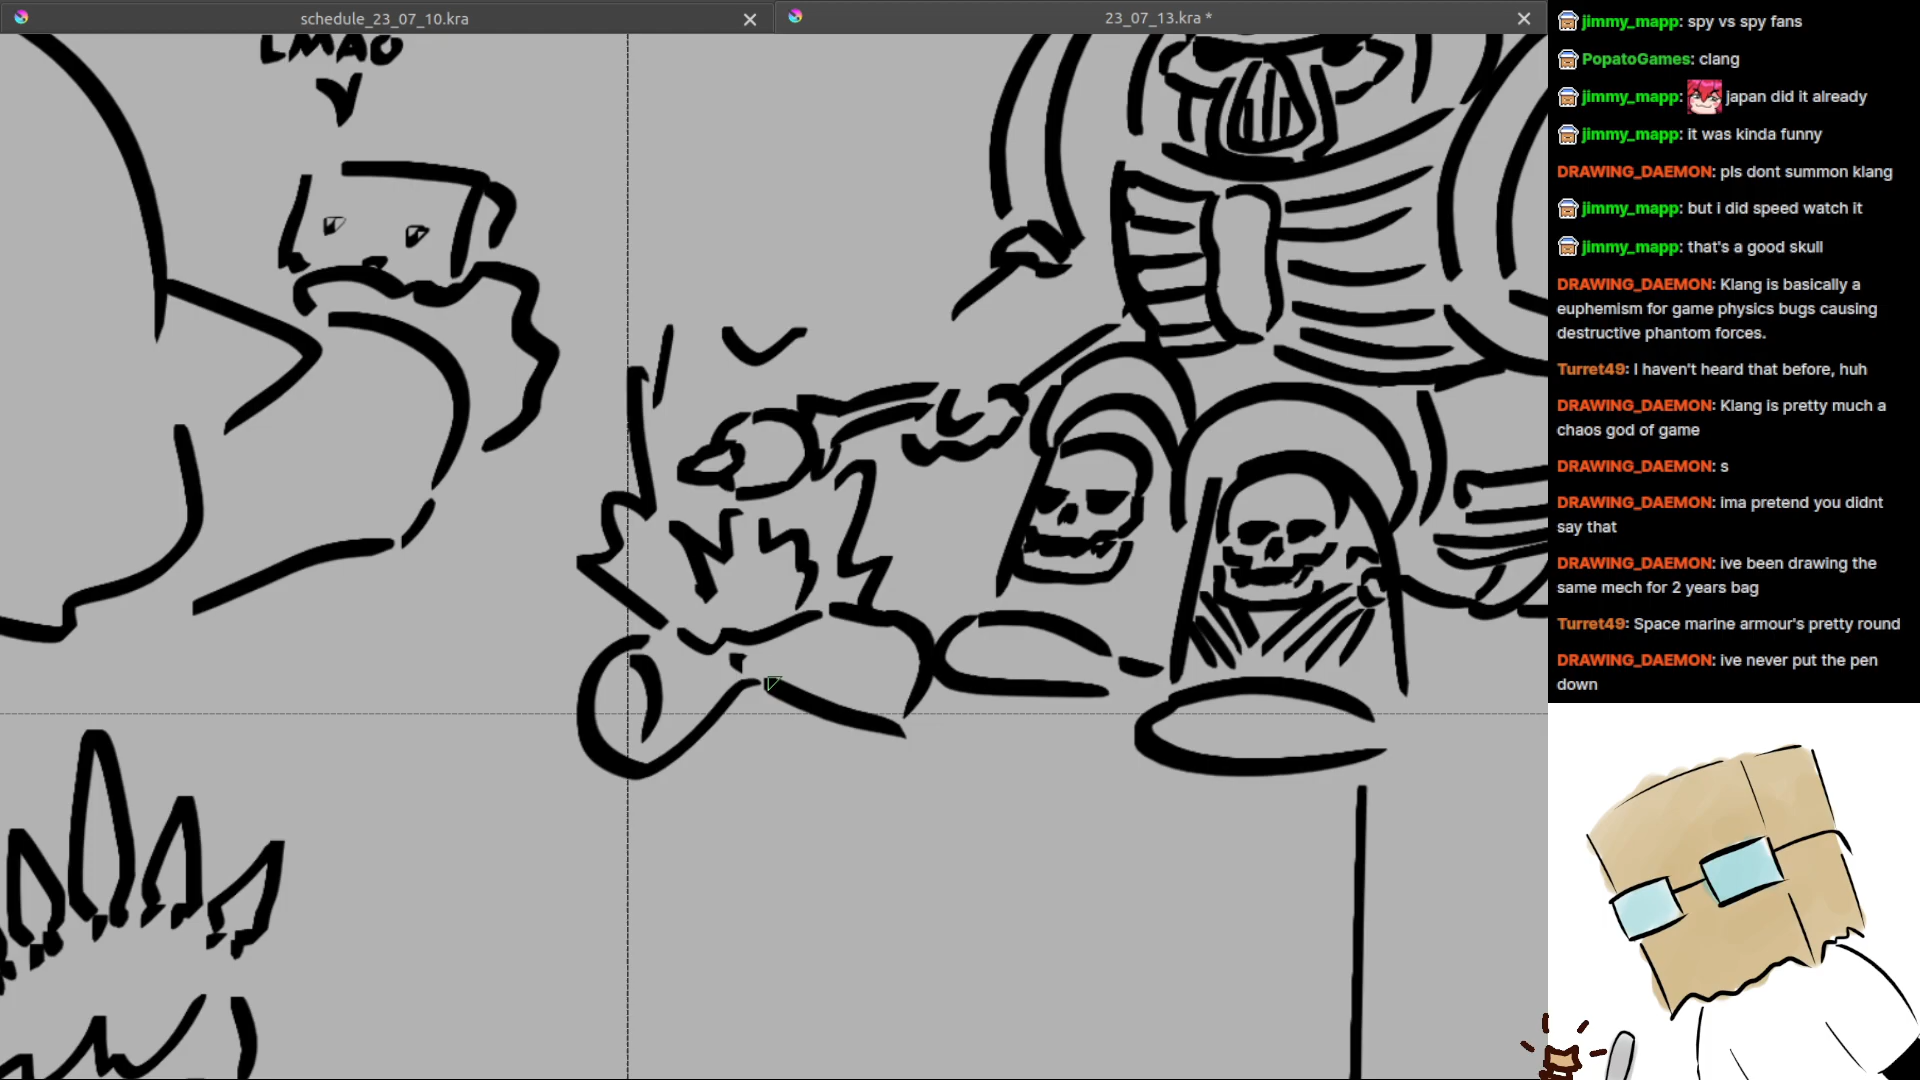 schedule_23_07_10.kra
23_07_13.kra *
LMAO
jimmy_mapp: spy vs spy fans
PopatoGames: clang
jimmy_mapp: japan did it already
jimmy_mapp: it was kinda funny
DRAWING_DAEMON: pls dont summon klang
jimmy_mapp: but i did speed watch it
jimmy_mapp: that's a good skull
DRAWING_DAEMON: Klang is basically a
euphemism for game physics bugs causing
destructive phantom forces.
Turret49: I haven't heard that before, huh
DRAWING_DAEMON: Klang is pretty much a
chaos god of game
DRAWING_DAEMON: s
DRAWING_DAEMON: ima pretend you didnt
say that
DRAWING_DAEMON: ive been drawing the
same mech for 2 years bag
Turret49: Space marine armour's pretty round
DRAWING_DAEMON: ive never put the pen
down